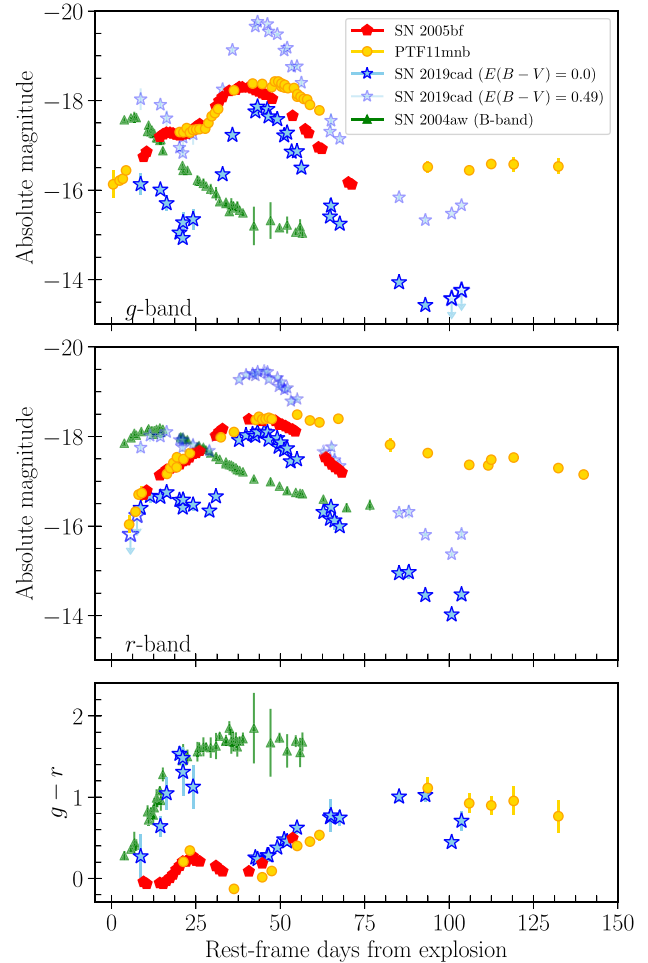 SN 2005bf
PTF11mnb
SN 2019cad (E(B − V) = 0.0)
SN 2019cad (E(B − V) = 0.49)
SN 2004aw (B-band)
−20
−18
−16
−14
Absolute magnitude
g-band
−20
−18
−16
−14
Absolute magnitude
r-band
2
1
0
g − r
0 25 50 75 100 125 150
Rest-frame days from explosion